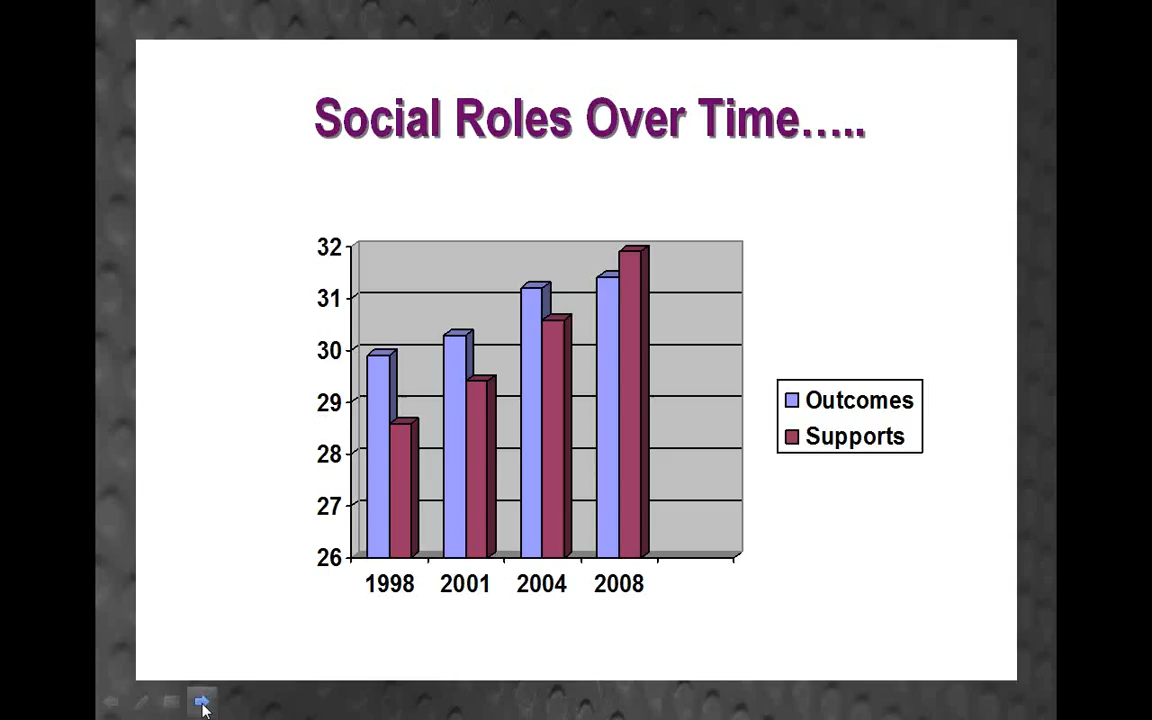 Social Roles Over Time…..
32
31
30
29
28
27
26
1998 2001 2004 2008
Outcomes
Supports